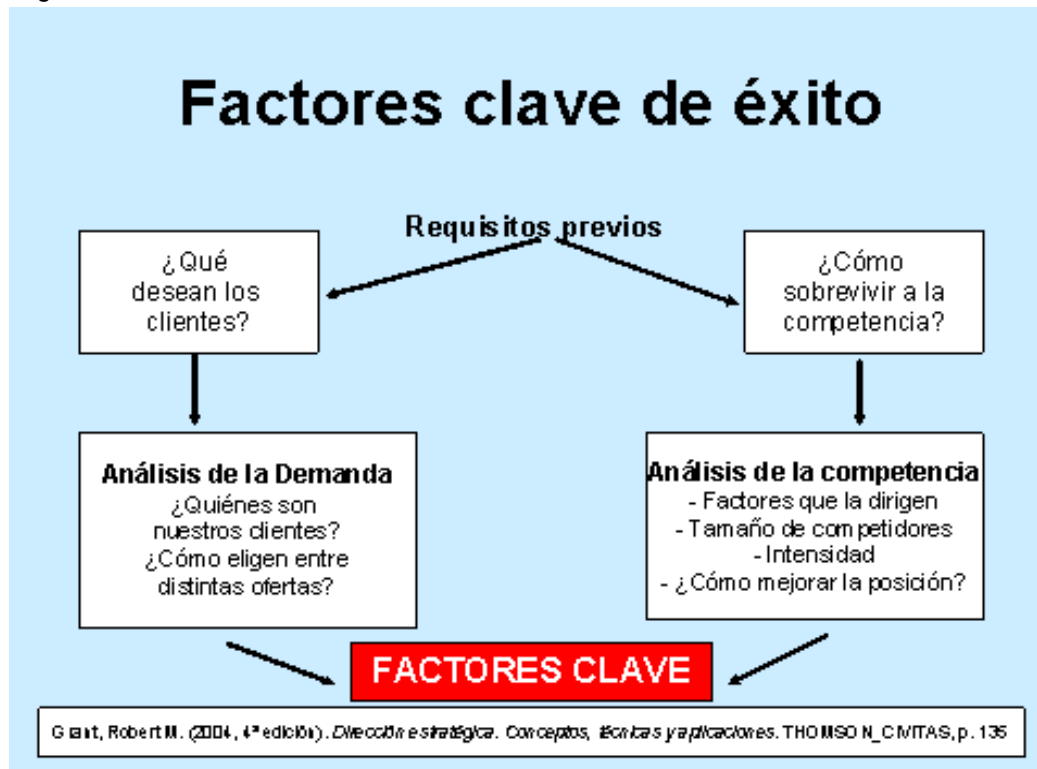 Factores clave de éxito
Requisitos previos
¿Qué
desean los
clientes?
¿Cómo
sobrevivir a la
competencia?
Análisis de la Demanda
¿Quiénes son
nuestros clientes?
¿Cómo eligen entre
distintas ofertas?
Análisis de la competencia
- Factores que la dirigen
- Tamaño de competidores
- Intensidad
- ¿Cómo mejorar la posición?
FACTORES CLAVE
Grant, Robert M. (2004, 4ª edición). Dirección estratégica. Conceptos, técnicas y aplicaciones. THOMSON_CIVITAS, p. 135